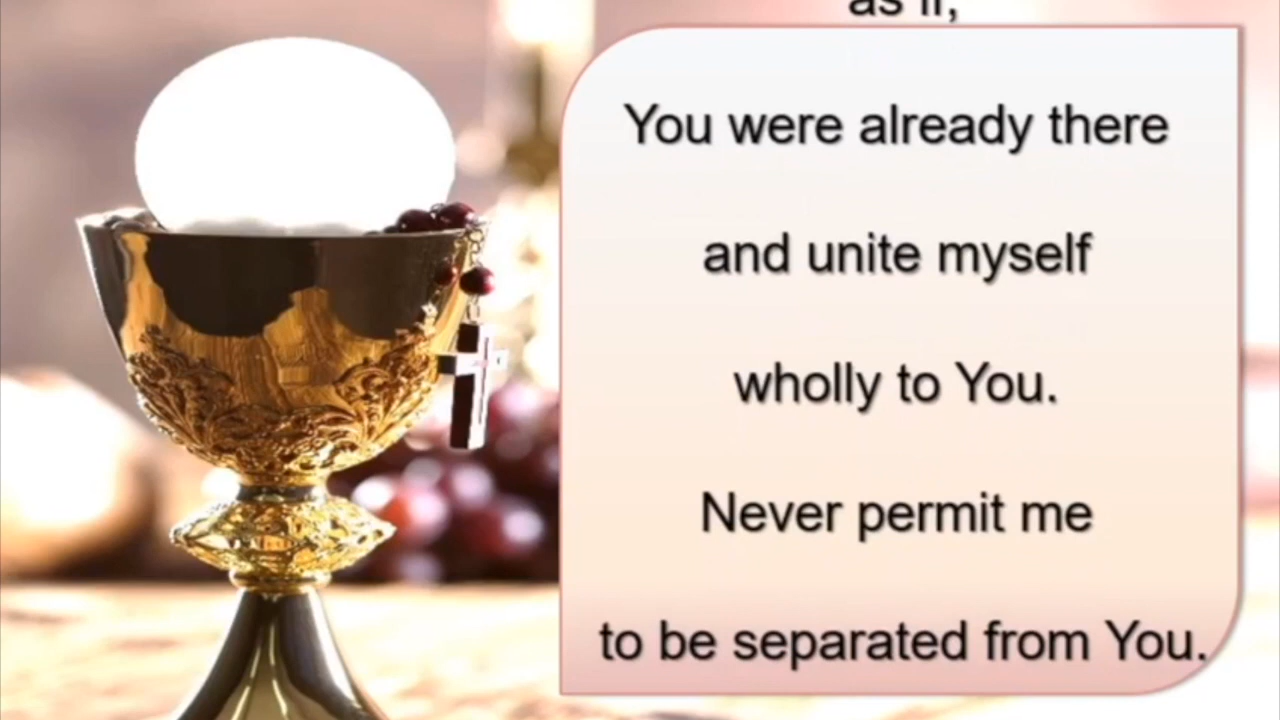 as if,
You were already there
and unite myself
wholly to You.
Never permit me
to be separated from You.